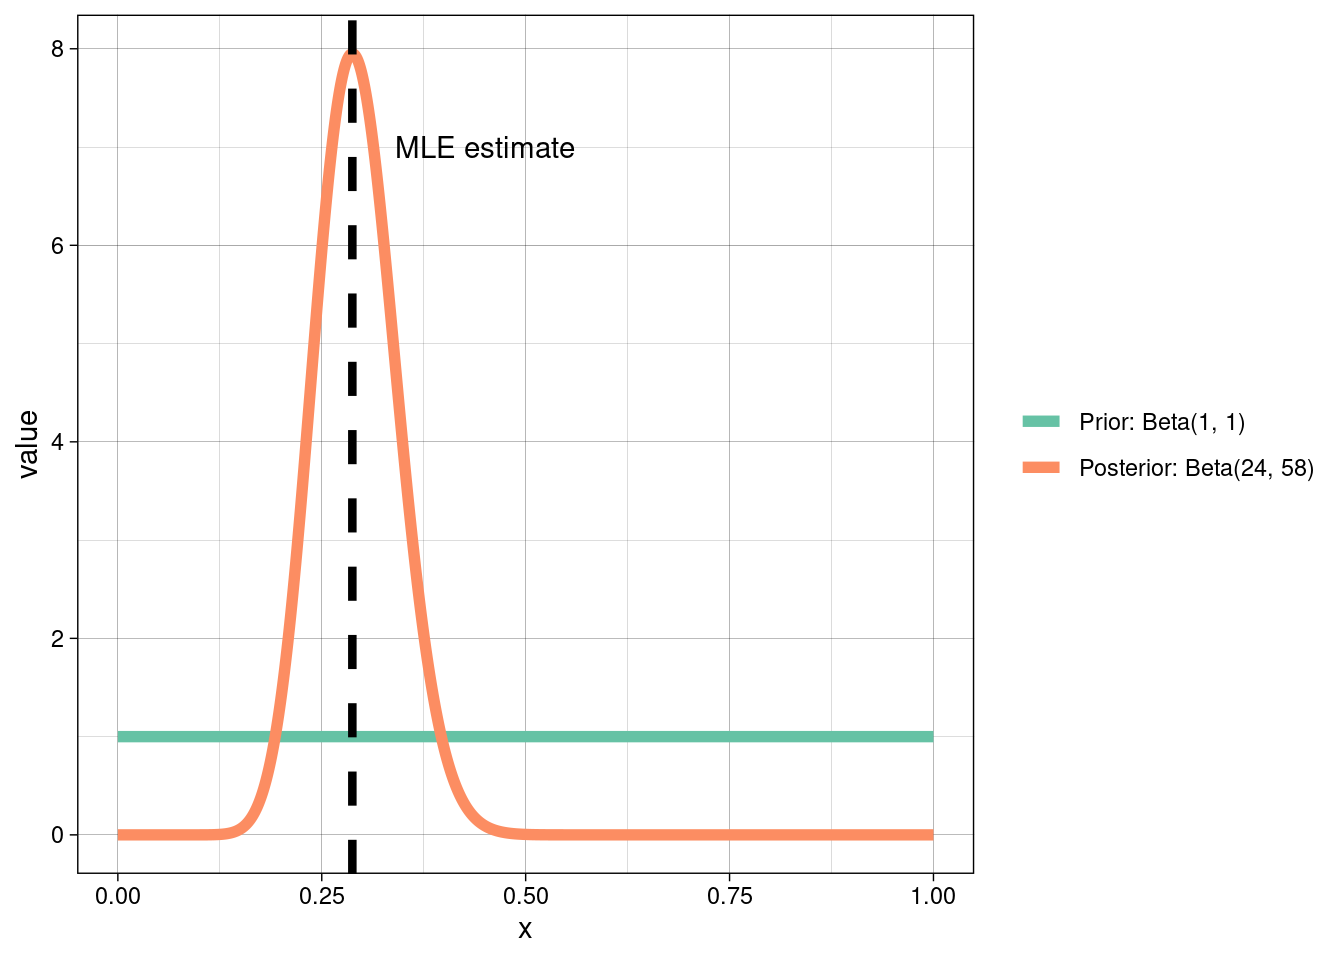 8
6
4
2
0
value
MLE estimate
0.00 0.25 0.50 0.75 1.00
x
Prior: Beta(1, 1)
Posterior: Beta(24, 58)